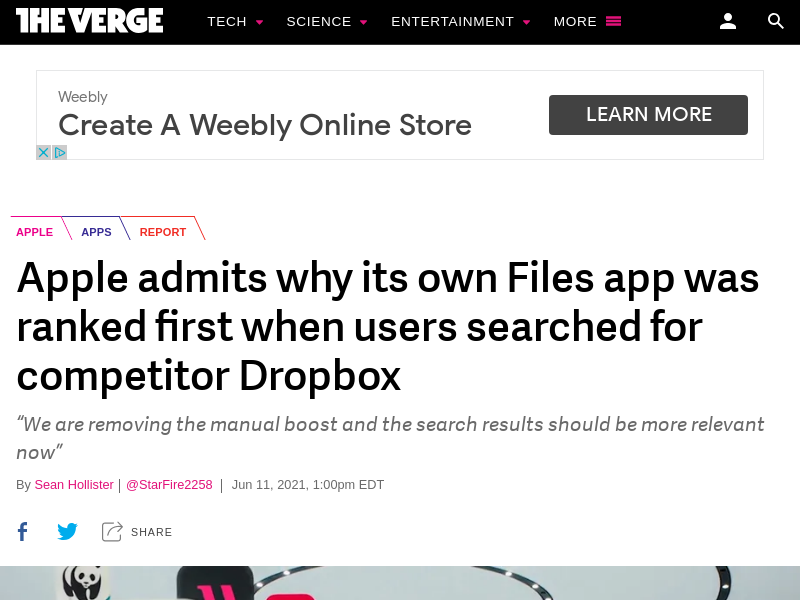 THE VERGE
TECH SCIENCE ENTERTAINMENT MORE
Weebly
Create A Weebly Online Store
LEARN MORE
APPLE APPS REPORT
Apple admits why its own Files app was
ranked first when users searched for
competitor Dropbox
“We are removing the manual boost and the search results should be more relevant
now”
By Sean Hollister | @StarFire2258 | Jun 11, 2021, 1:00pm EDT
SHARE